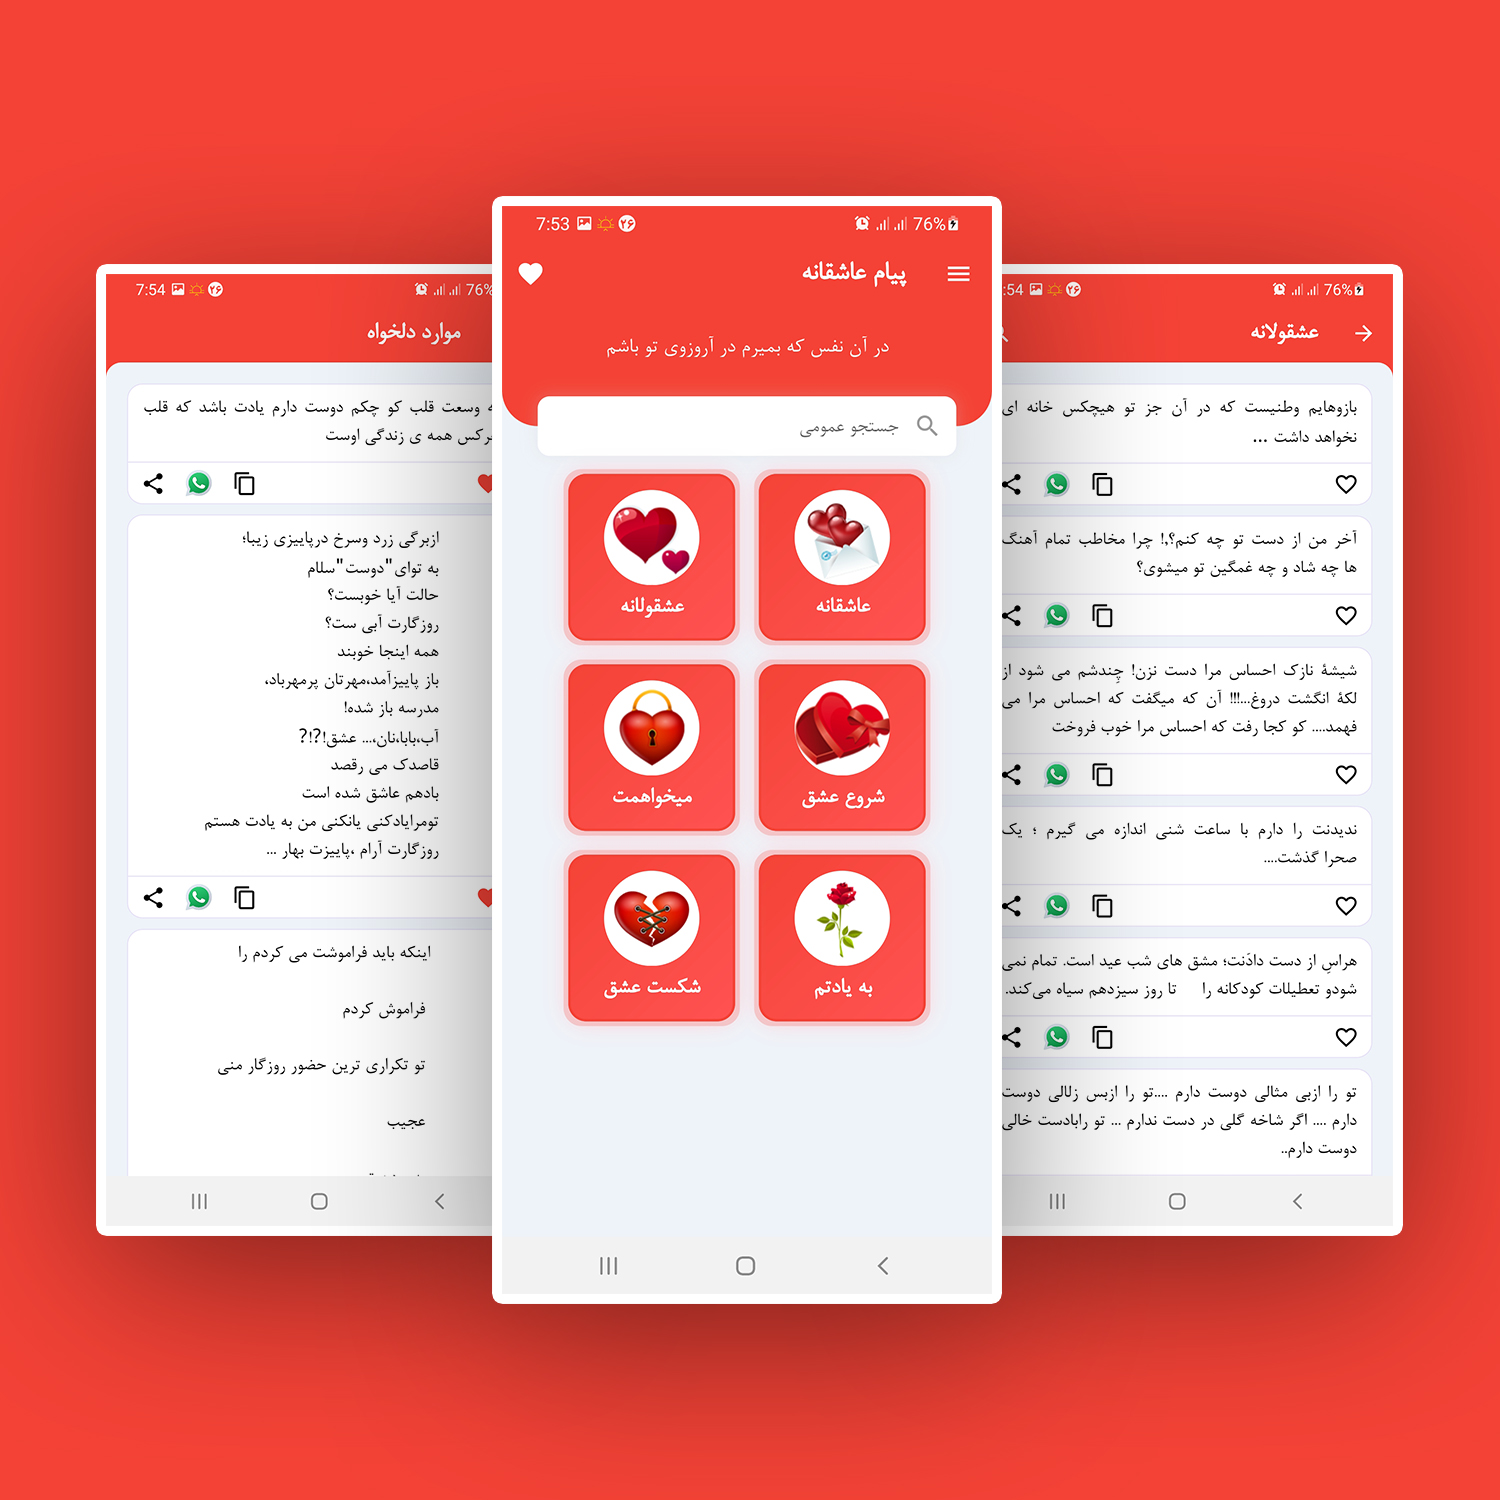 7:53 ۲۶ 76%
پیام عاشقانه
در آن نفس که بمیرم در آروزوی تو باشم
جستجو عمومی
عاشقانه
عشقولانه
شروع عشق
میخواهمت
به یادتم
شکست عشق
:54 ۲۶ 76%
عشقولانه
بازوهایم وطنیست که در آن جز تو هیچکس خانه ای
نخواهد داشت ...
آخر من از دست تو چه کنم؟,! چرا مخاطب تمام آهنگ
ها چه شاد و چه غمگین تو میشوی؟
شیشهٔ نازک احساس مرا دست نزن! چِندشم می شود از
لکهٔ انگشت دروغ...!!! آن که میگفت که احساس مرا می
فهمد.... کو کجا رفت که احساس مرا خوب فروخت
ندیدنت را دارم با ساعت شنی اندازه می گیرم ؛ یک
صحرا گذشت....
هراسِ از دست دادَنت؛ مشق های شب عید است. تمام نمی
شودو تعطیلات کودکانه را تا روز سیزدهم سیاه می‌کند.
تو را ازبی مثالی دوست دارم ....تو را ازبس زلالی دوست
دارم .... اگر شاخه گلی در دست ندارم ... تو رابادست خالی
دوست دارم..
7:54 ۲۶ 76%
موارد دلخواه
وسعت قلب کو چکم دوست دارم یادت باشد که قلب
هرکس همه ی زندگی اوست
ازبرگی زرد وسرخ درپاییزی زیبا؛
به توای"دوست"سلام
حالت آیا خوبست؟
روزگارت آبی ست؟
همه اینجا خوبند
باز پاییزآمد،مهرتان پرمهرباد،
مدرسه باز شده!
آب،بابا،نان،... عشق!؟!؟
قاصدک می رقصد
بادهم عاشق شده است
تومرایادکنی یانکنی من به یادت هستم
روزگارت آرام ،پاییزت بهار ...
اینکه باید فراموشت می کردم را
فراموش کردم
تو تکراری ترین حضور روزگار منی
عجیب